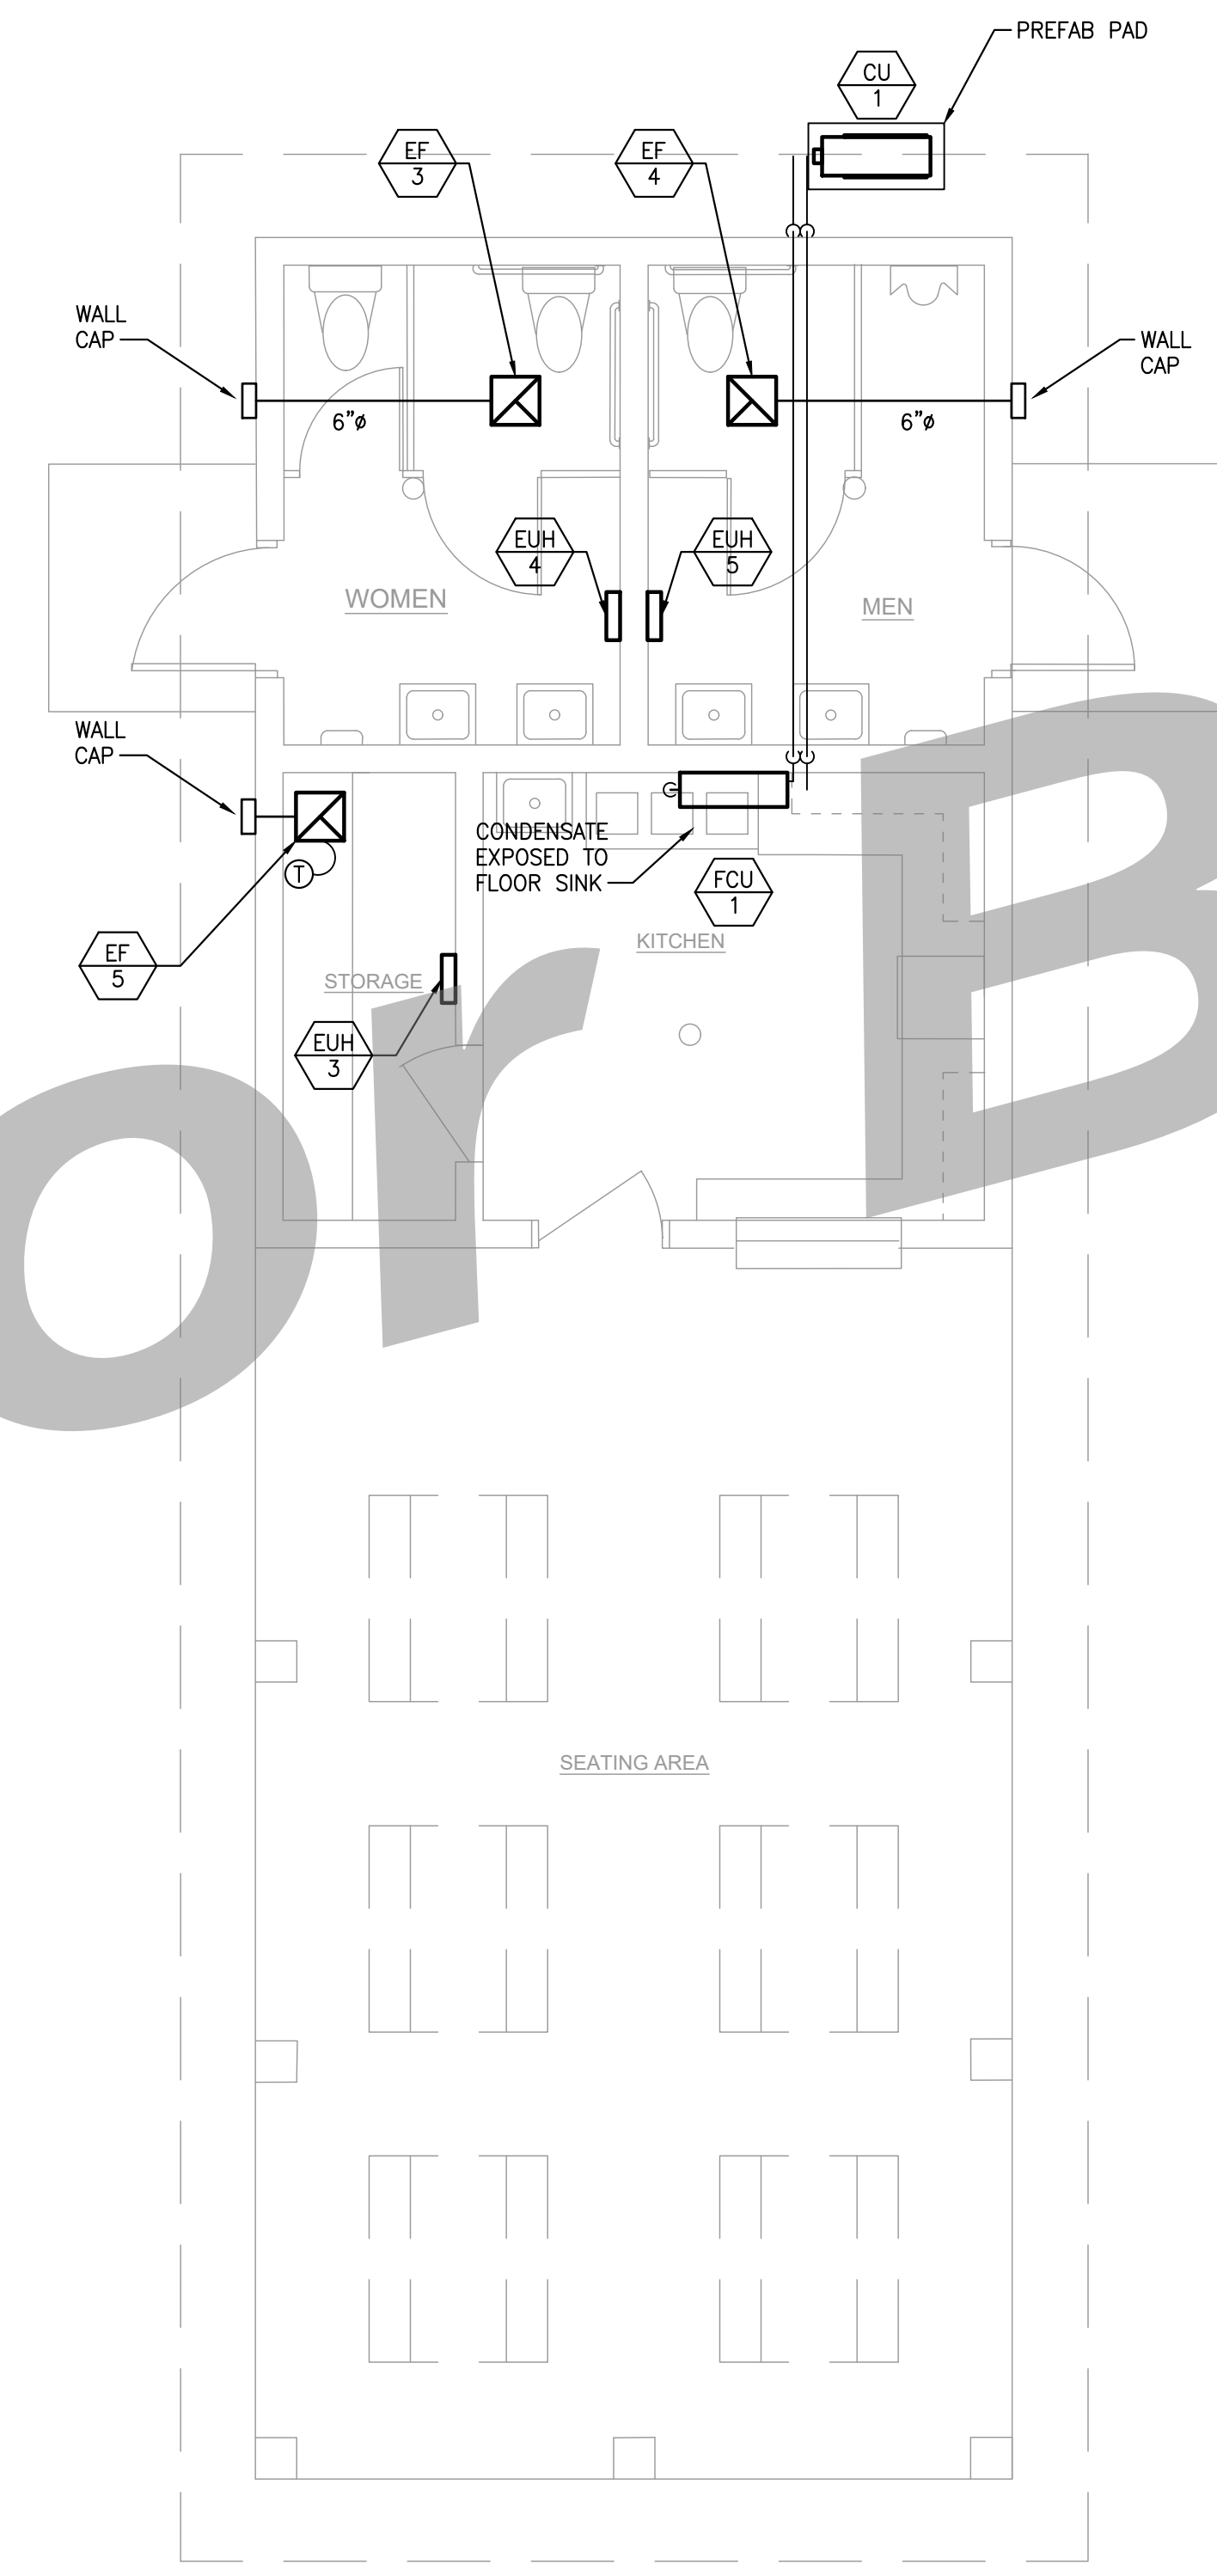 PREFAB PAD
CU
1
EF
3
EF
4
WALL
CAP
WALL
CAP
6"ø
6"ø
EUH
4
EUH
5
WOMEN
MEN
WALL
CAP
CONDENSATE
EXPOSED TO
FLOOR SINK
T
FCU
1
KITCHEN
EF
5
STORAGE
EUH
3
or B
SEATING AREA